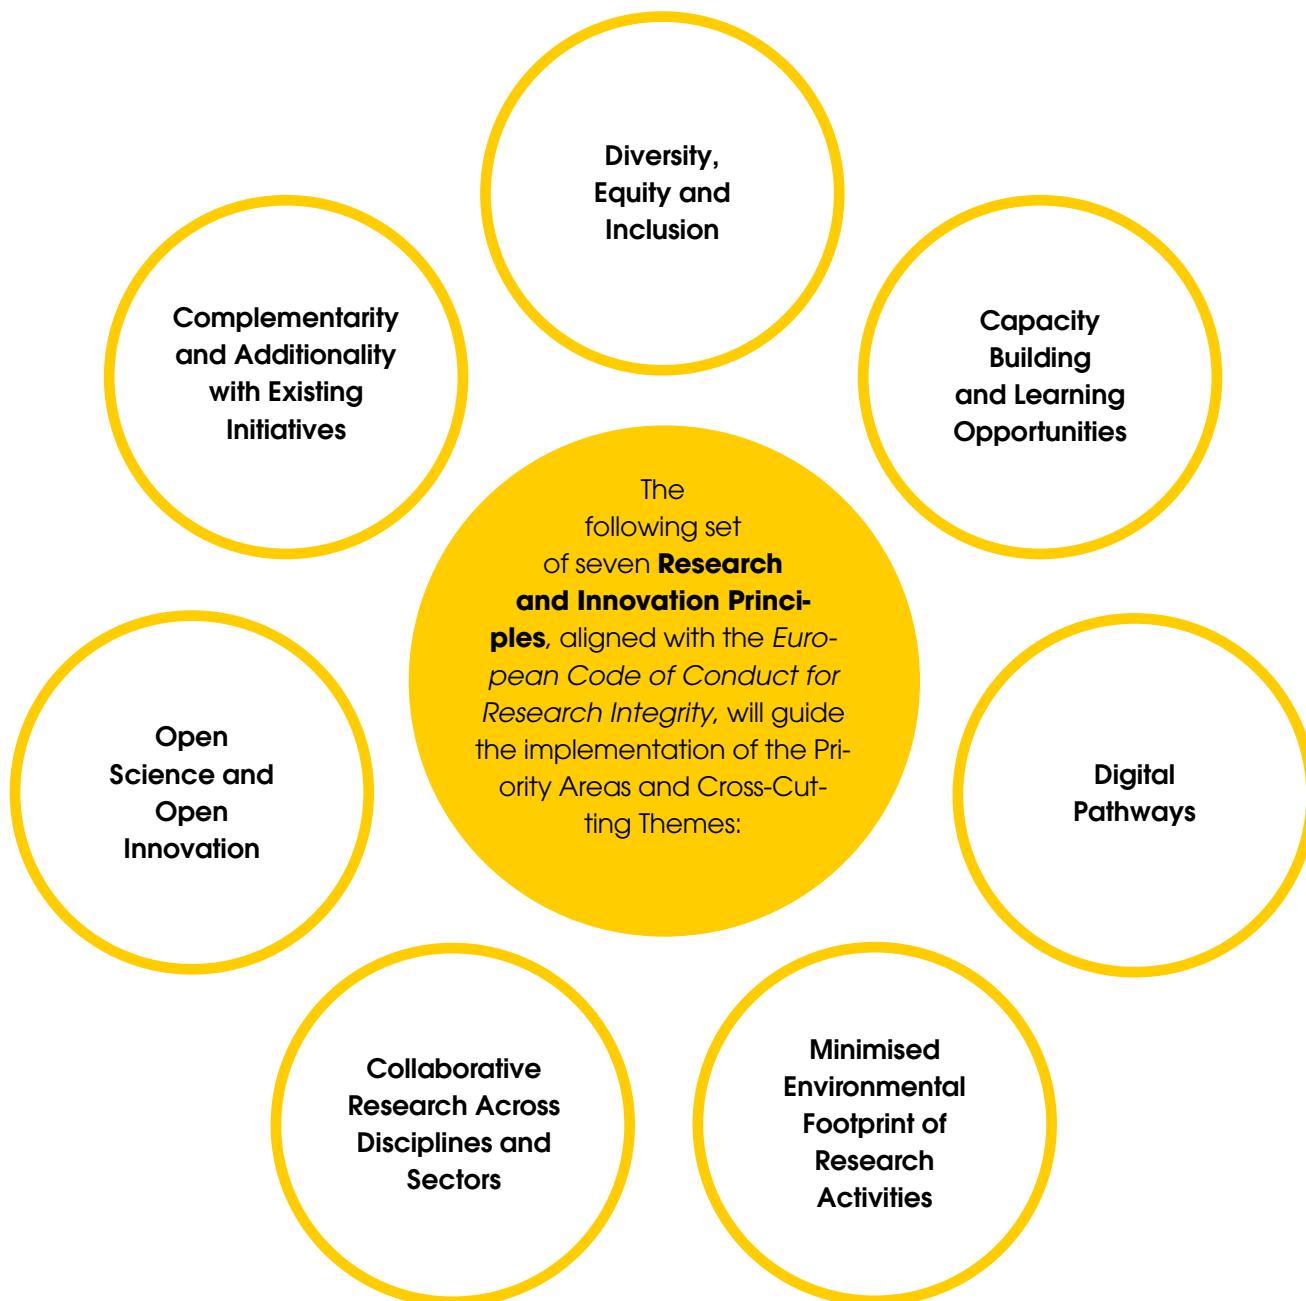 Diversity,
Equity and
Inclusion
Complementarity
and Additionality
with Existing
Initiatives
Capacity
Building
and Learning
Opportunities
The
following set
of seven Research
and Innovation Princi-
ples, aligned with the Euro-
pean Code of Conduct for
Research Integrity, will guide
the implementation of the Pri-
ority Areas and Cross-Cut-
ting Themes:
Open
Science and
Open
Innovation
Digital
Pathways
Collaborative
Research Across
Disciplines and
Sectors
Minimised
Environmental
Footprint of
Research
Activities